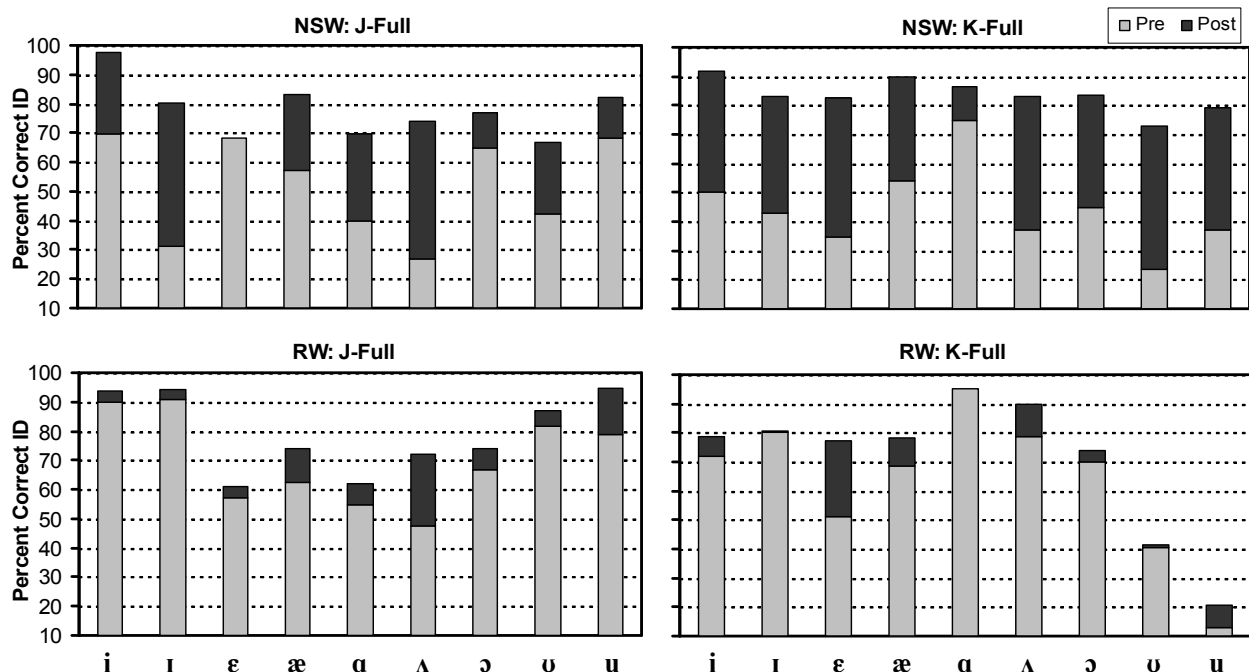 NSW: J-Full
NSW: K-Full
Pre Post
Percent Correct ID
100
90
80
70
60
50
40
30
20
10
RW: J-Full
RW: K-Full
Percent Correct ID
100
90
80
70
60
50
40
30
20
10
i ɪ ɛ æ ɑ ʌ ɔ ʊ u
i ɪ ɛ æ ɑ ʌ ɔ ʊ u